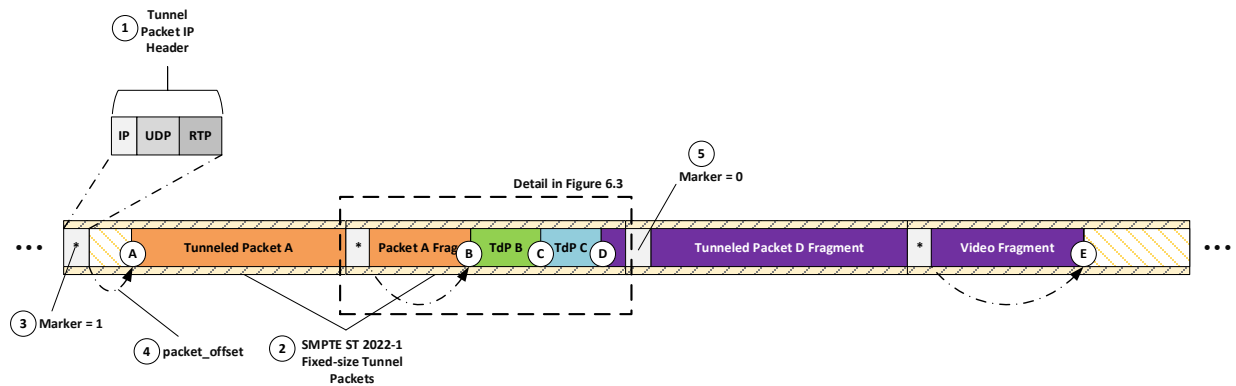 1
Tunnel
Packet IP
Header
IP UDP RTP
5
Marker = 0
Detail in Figure 6.3
••• * A Tunneled Packet A * Packet A Frag B TdP B C TdP C D Tunneled Packet D Fragment * Video Fragment E •••
3 Marker = 1
4 packet_offset
2 SMPTE ST 2022-1
Fixed-size Tunnel
Packets